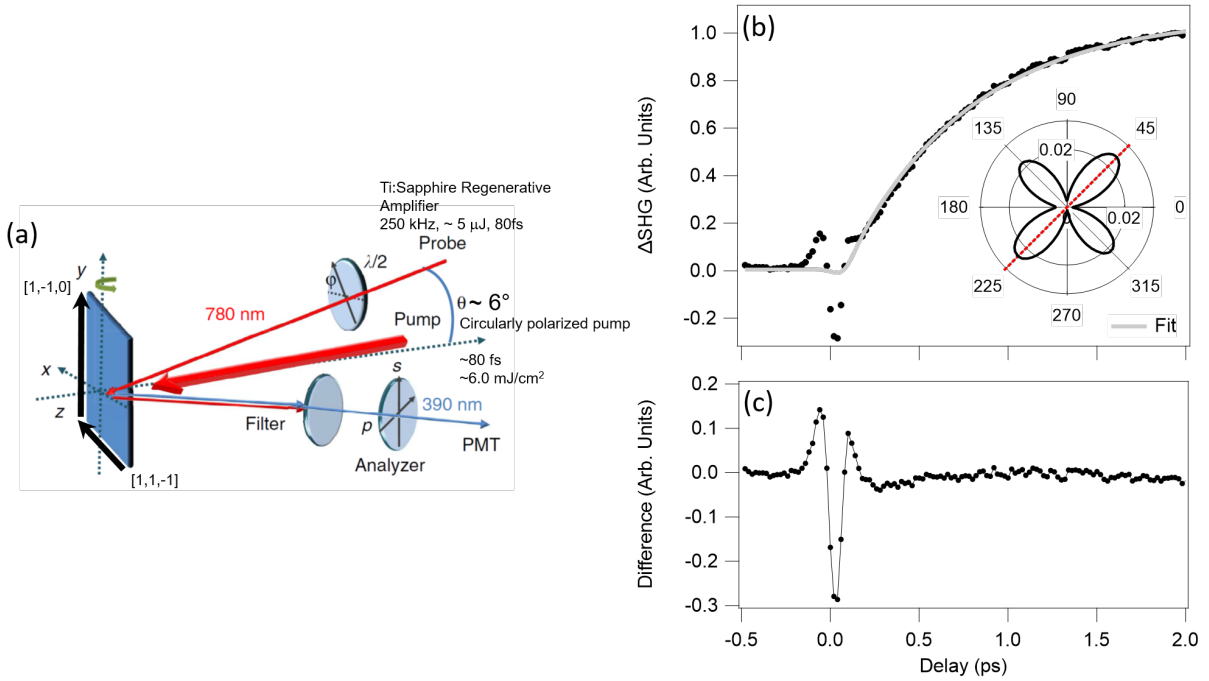 (a)
Ti:Sapphire Regenerative
Amplifier
250 kHz, ~ 5 µJ, 80fs
Probe
λ/2
φ
θ~ 6°
780 nm
Pump
Circularly polarized pump
~80 fs
~6.0 mJ/cm²
y
[1,-1,0]
x
z
s
p
390 nm
Filter
Analyzer
PMT
[1,1,-1]
(b)
ΔSHG (Arb. Units)
1.0
0.8
0.6
0.4
0.2
0.0
-0.2
90
135
45
0.02
180
0
0.02
0
225
315
270
Fit
(c)
Difference (Arb. Units)
0.2
0.1
0.0
-0.1
-0.2
-0.3
-0.5
0.0
0.5
1.0
1.5
2.0
Delay (ps)